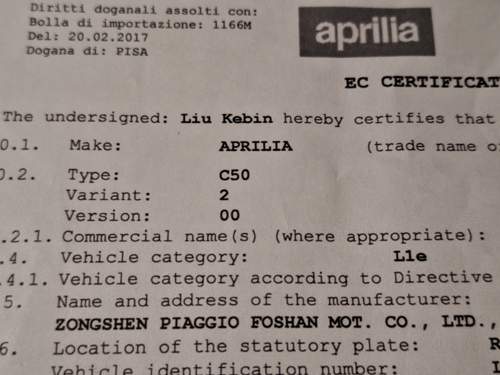 Diritti doganali assolti con:
Bolla di importazione: 1166M
Del: 20.02.2017
Dogana di: PISA
aprilia
EC CERTIFICAT
The undersigned: Liu Kebin hereby certifies that
0.1. Make: APRILIA (trade name o
0.2. Type: C50
Variant: 2
Version: 00
.2.1. Commercial name(s) (where appropriate):
.4. Vehicle category: L1e
.4.1. Vehicle category according to Directive
5. Name and address of the manufacturer:
ZONGSHEN PIAGGIO FOSHAN MOT. CO., LTD.,
6. Location of the statutory plate: R
Vehicle identification number: